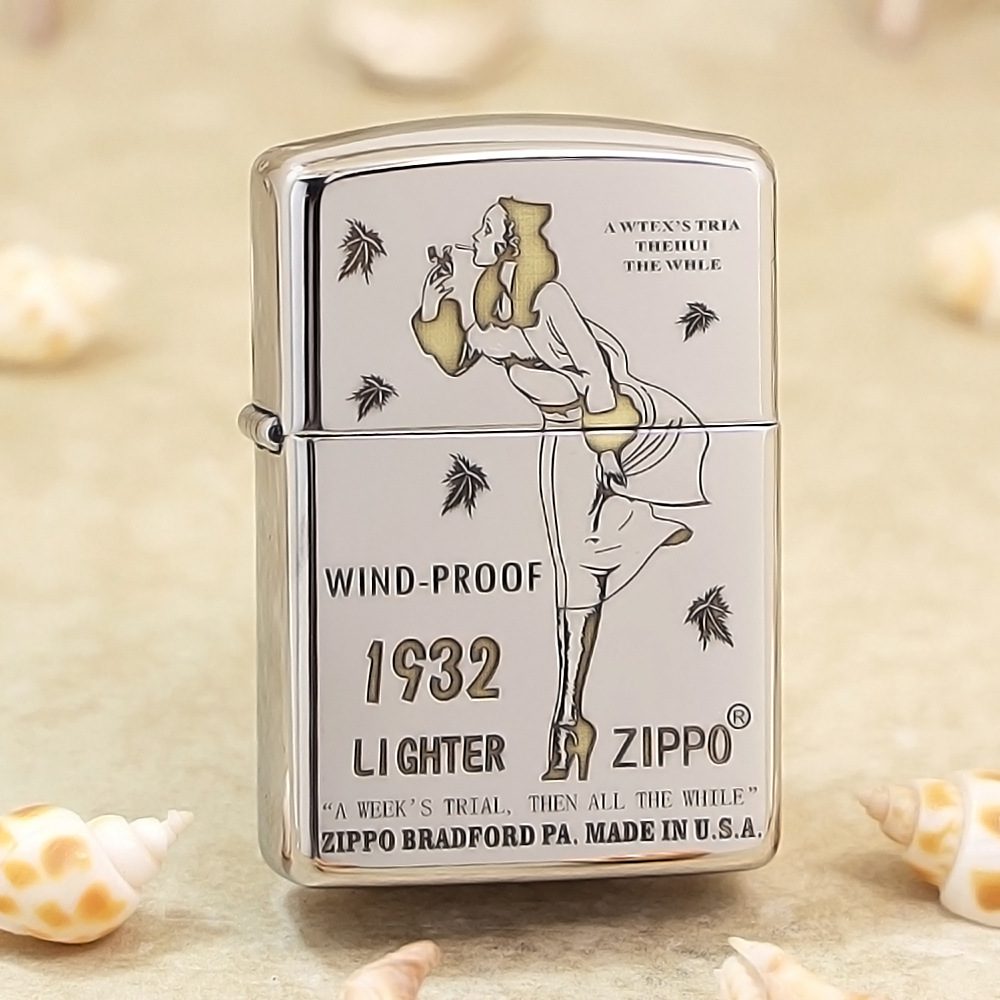 A WTEX'S TRIA
THEHUI
THE WHLE
WIND-PROOF
1932
LIGHTER
ZIPPO®
"A WEEK'S TRIAL, THEN ALL THE WHILE"
ZIPPO BRADFORD PA. MADE IN U.S.A.